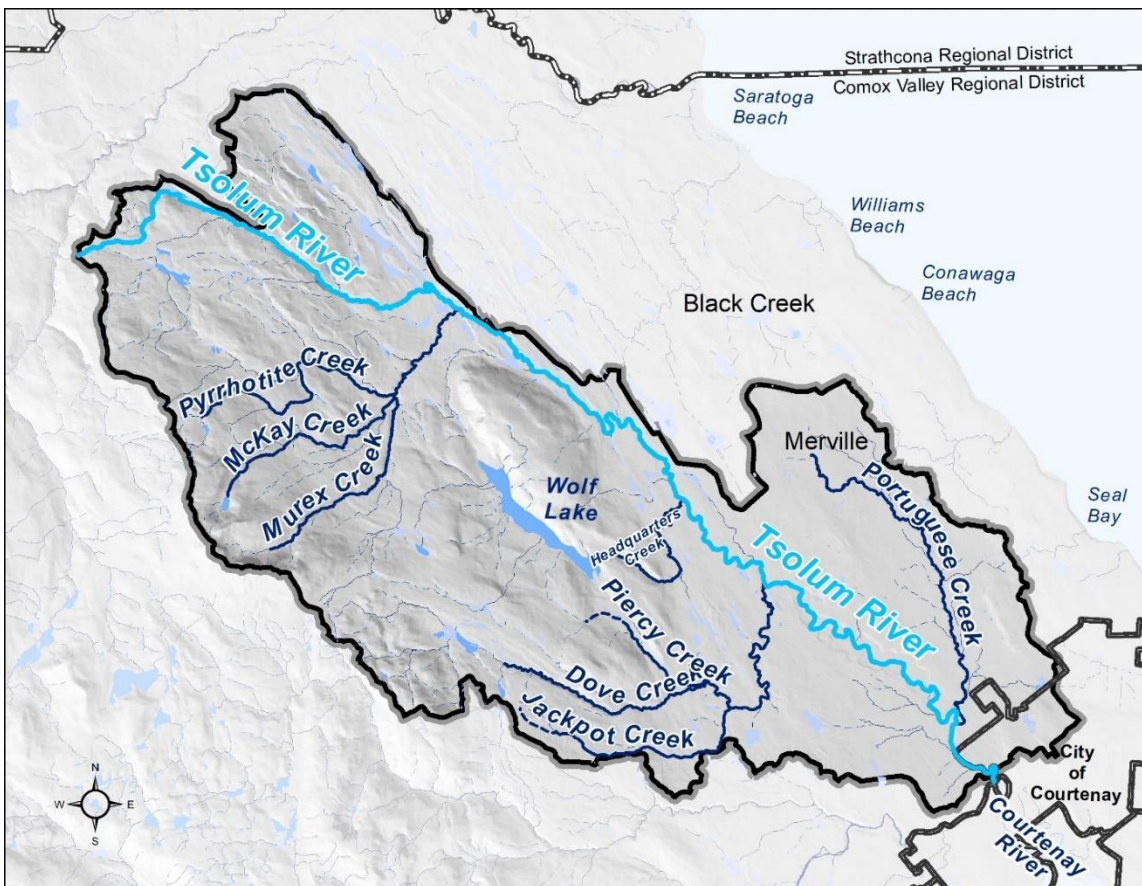 Strathcona Regional District
Comox Valley Regional District
Saratoga
Beach
Tsolum River
Williams
Beach
Conawaga
Beach
Black Creek
Pyrrhotite Creek
McKay Creek
Murex Creek
Merville
Portuguese Creek
Seal
Bay
Wolf
Lake
Headquarters
Creek
Tsolum River
Piercy Creek
Dove Creek
Jackpot Creek
City
of
Courtenay
Courtenay
River
N
W
E
S